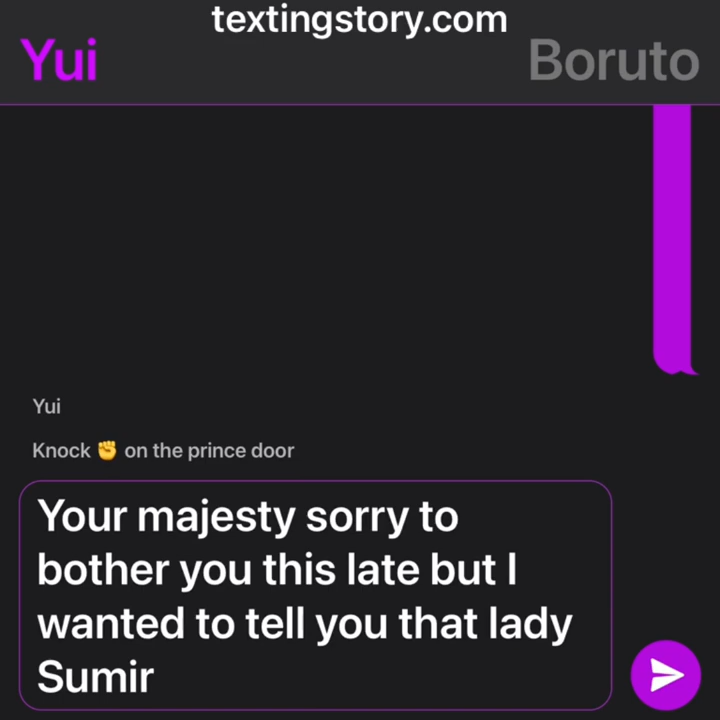 textingstory.com
Yui Boruto
Yui
Knock ✊ on the prince door
Your majesty sorry to
bother you this late but I
wanted to tell you that lady
Sumir